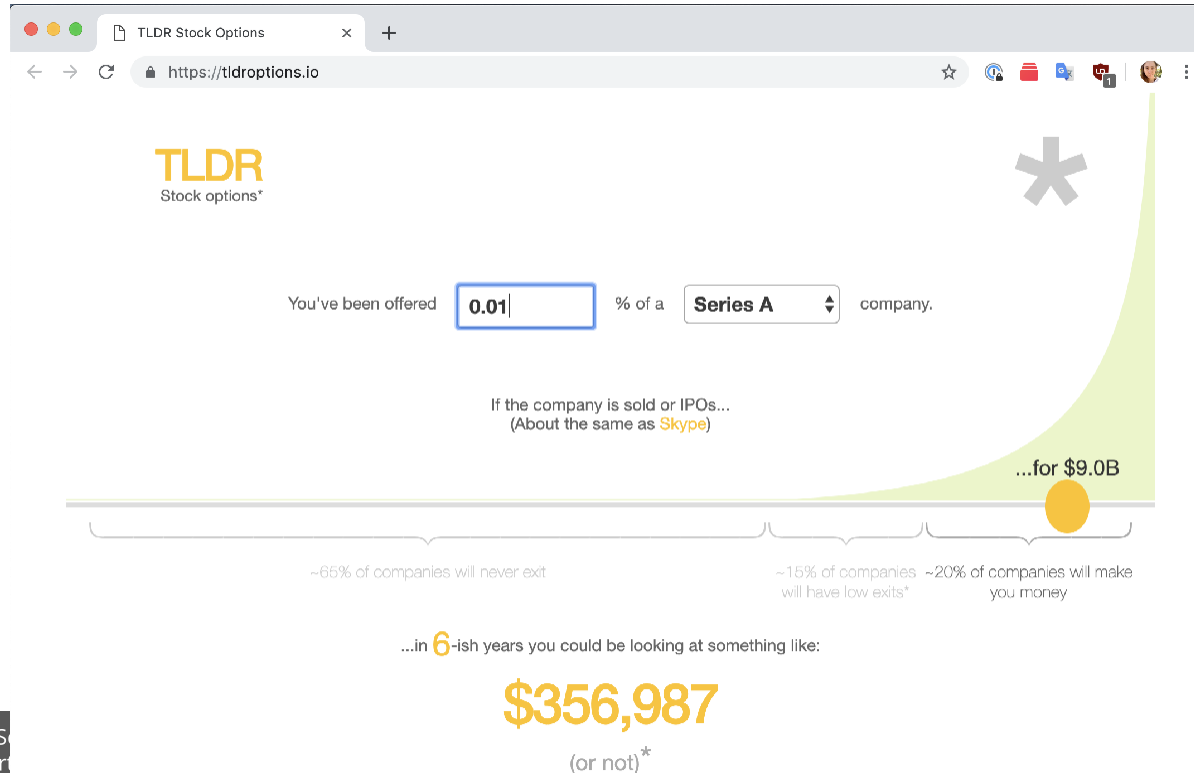 TLDR Stock Options
https://tldroptions.io
1
TLDR
Stock options*
*
You've been offered 0.01 % of a Series A company.
If the company is sold or IPOs...
(About the same as Skype)
...for $9.0B
~65% of companies will never exit
~15% of companies
will have low exits*
~20% of companies will make
you money
...in 6-ish years you could be looking at something like:
$356,987
(or not)*